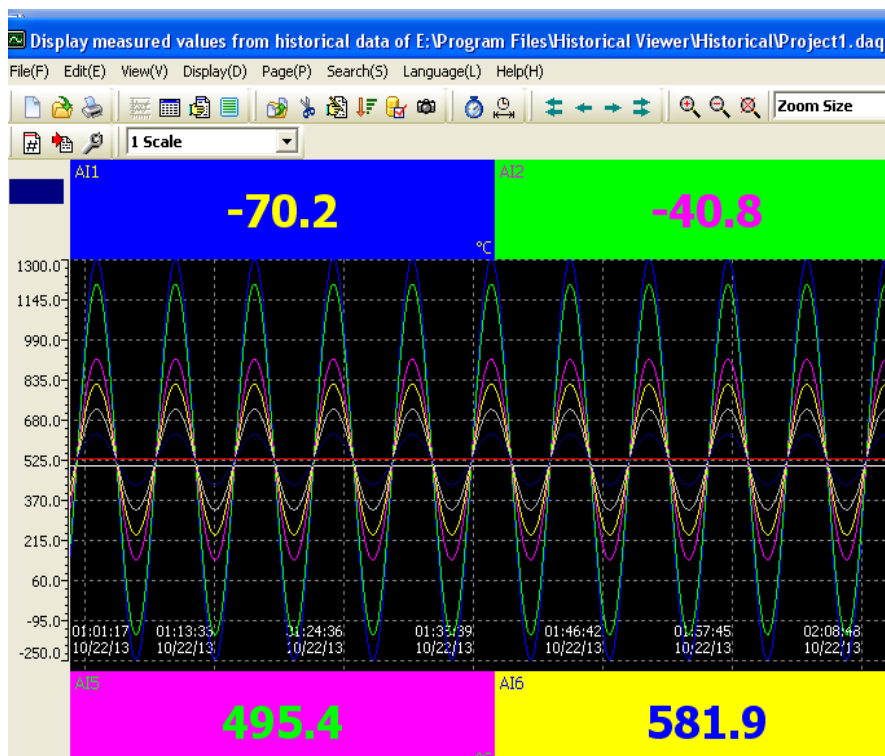 Display measured values from historical data of E:\Program Files\Historical Viewer\Historical\Project1.daq
File(F) Edit(E) View(V) Display(D) Page(P) Search(S) Language(L) Help(H)
Zoom Size
1 Scale
AI1 AI2
-70.2 -40.8
°C
1300.0
1145.0
990.0
835.0
680.0
525.0
370.0
215.0
60.0
-95.0
-250.0
01:01:17 01:13:33 01:24:36 01:35:39 01:46:42 01:57:45 02:08:48
10/22/13 10/22/13 10/22/13 10/22/13 10/22/13 10/22/13 10/22/13
AI5 AI6
495.4 581.9